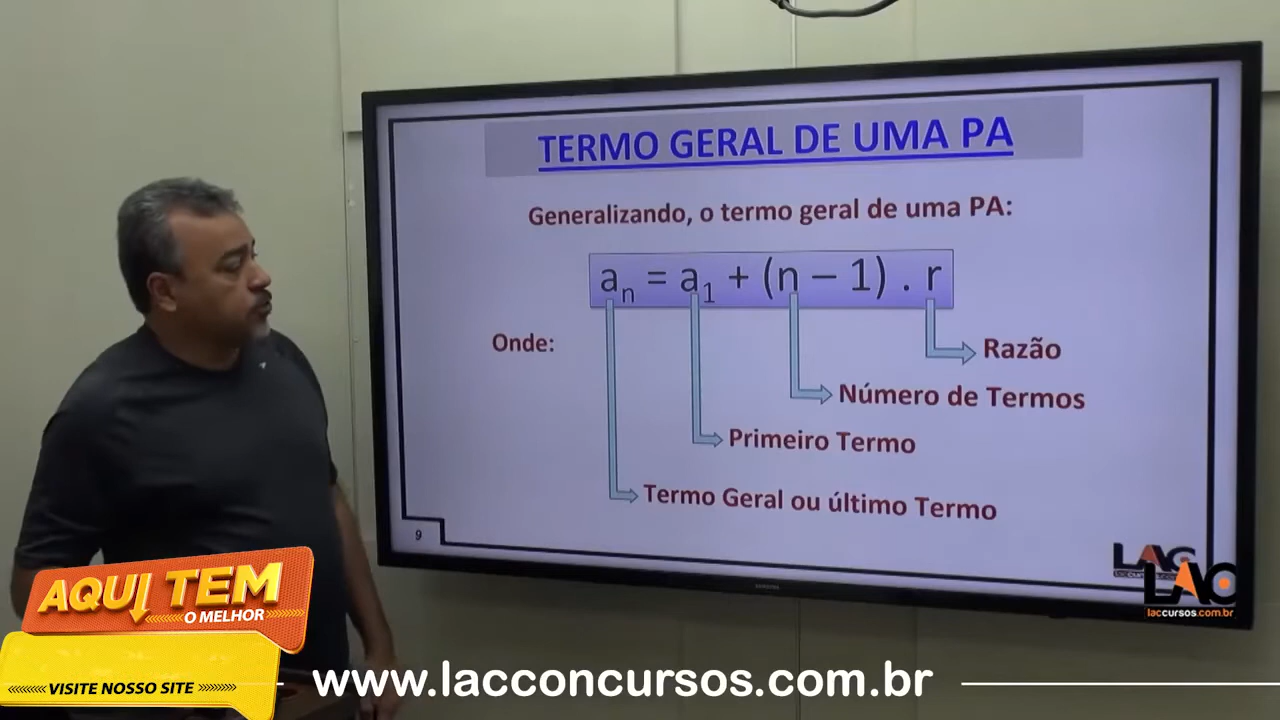 TERMO GERAL DE UMA PA
Generalizando, o termo geral de uma PA:
aₙ = a₁ + (n – 1) . r
Onde:
Razão
Número de Termos
Primeiro Termo
Termo Geral ou último Termo
9
LAC
LAC
laccursos.com.br
AQUI TEM
O MELHOR
VISITE NOSSO SITE
www.lacconcursos.com.br